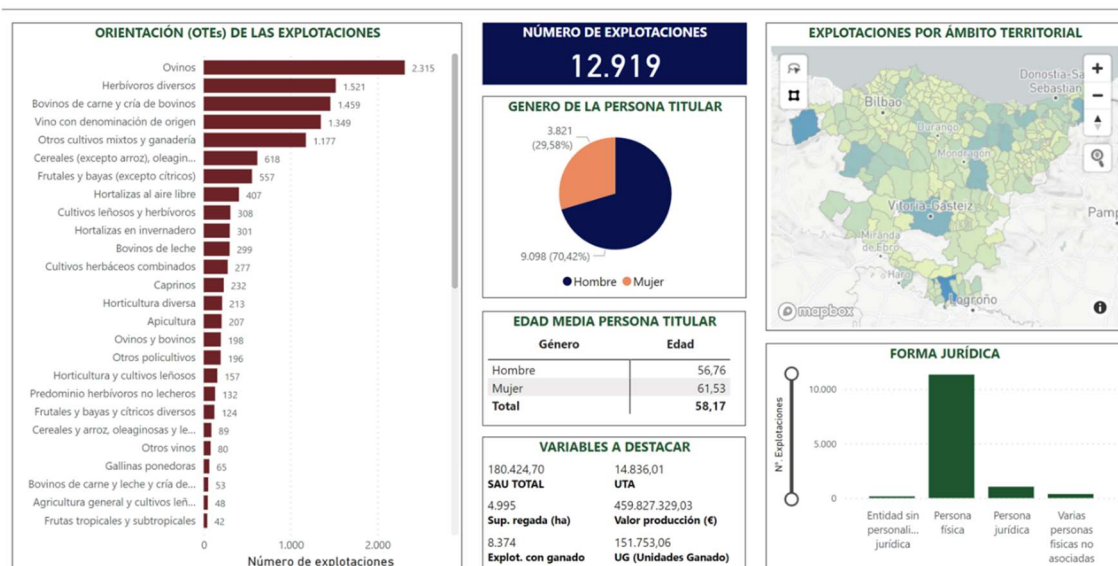 ORIENTACIÓN (OTEs) DE LAS EXPLOTACIONES
Ovinos 2.315
Herbívoros diversos 1.521
Bovinos de carne y cría de bovinos 1.459
Vino con denominación de origen 1.349
Otros cultivos mixtos y ganadería 1.177
Cereales (excepto arroz), oleagin... 618
Frutales y bayas (excepto cítricos) 557
Hortalizas al aire libre 407
Cultivos leñosos y herbívoros 308
Hortalizas en invernadero 301
Bovinos de leche 299
Cultivos herbáceos combinados 277
Caprinos 232
Horticultura diversa 213
Apicultura 207
Ovinos y bovinos 198
Otros policultivos 196
Horticultura y cultivos leñosos 157
Predominio herbívoros no lecheros 132
Frutales y bayas y cítricos diversos 124
Cereales y arroz, oleaginosas y le... 89
Otros vinos 80
Gallinas ponedoras 65
Bovinos de carne y leche y cría de... 53
Agricultura general y cultivos leñ... 48
Frutas tropicales y subtropicales 42
0 1.000 2.000
Número de explotaciones
NÚMERO DE EXPLOTACIONES
12.919
GENERO DE LA PERSONA TITULAR
3.821
(29,58%)
9.098 (70,42%)
Hombre Mujer
EDAD MEDIA PERSONA TITULAR
Género Edad
Hombre 56,76
Mujer 61,53
Total 58,17
VARIABLES A DESTACAR
180.424,70 14.836,01
SAU TOTAL UTA
4.995 459.827.329,03
Sup. regada (ha) Valor producción (€)
8.374 151.753,06
Explot. con ganado UG (Unidades Ganado)
EXPLOTACIONES POR ÁMBITO TERRITORIAL
Donostia-Sa
Sebastian
Bilbao
Durango
Mondragón
Vitoria-Gasteiz
Pamp
Miranda
de Ebro
Haro
Logroño
mapbox
FORMA JURÍDICA
Nº. Explotaciones
10.000
5.000
0
Entidad sin
personali...
jurídica
Persona
física
Persona
jurídica
Varias
personas
físicas no
asociadas